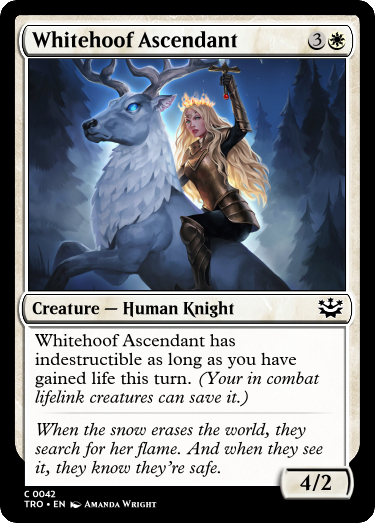 Whitehoof Ascendant 3
Creature — Human Knight
Whitehoof Ascendant has
indestructible as long as you have
gained life this turn. (Your in combat
lifelink creatures can save it.)
When the snow erases the world, they
search for her flame. And when they see
it, they know they're safe.
4/2
C 0042
TRO • EN Amanda Wright